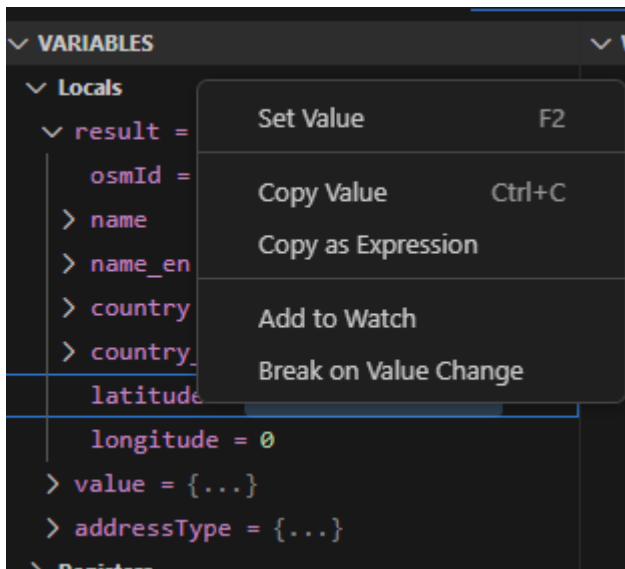 VARIABLES
Locals
result =
osmId =
name
name_en
country
country_
latitude
longitude = 0
value = {...}
addressType = {...}
Set Value F2
Copy Value Ctrl+C
Copy as Expression
Add to Watch
Break on Value Change